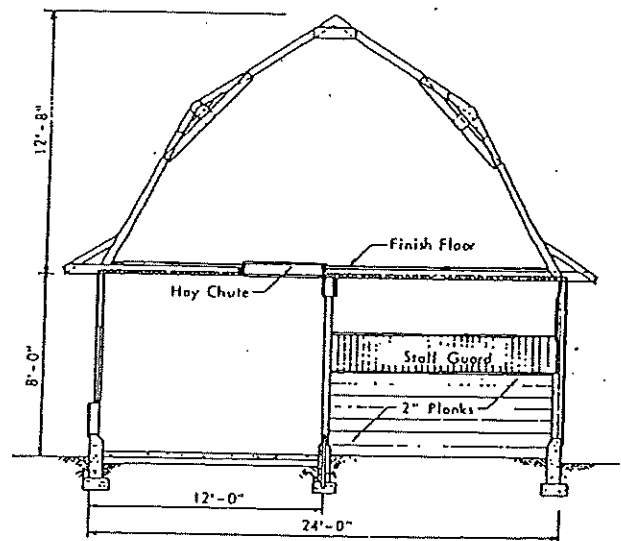 12'-8"
Finish Floor
Hay Chute
8'-0"
Stall Guard
2" Planks
12'-0"
24'-0"